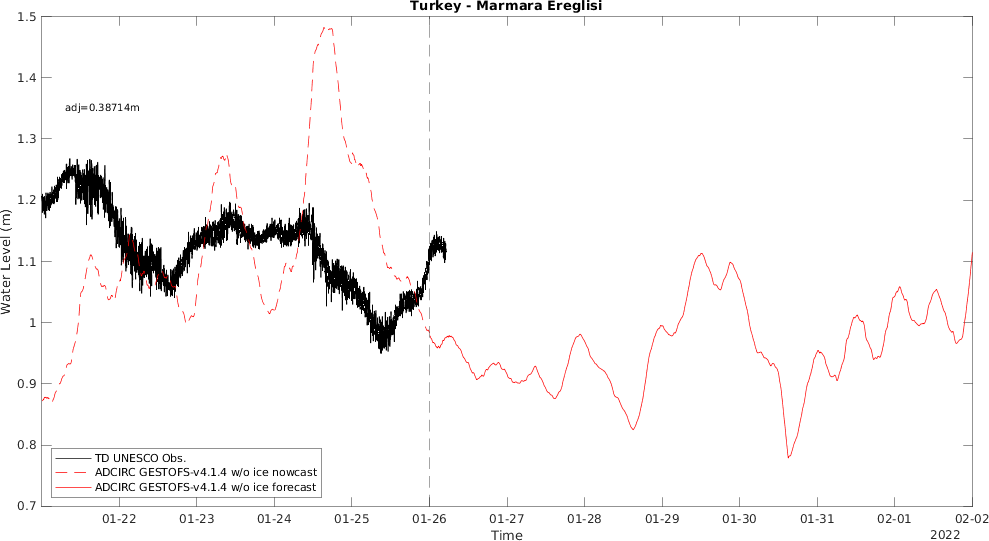 Turkey - Marmara Ereglisi
1.5
1.4
1.3
1.2
1.1
1
0.9
0.8
0.7
Water Level (m)
adj=0.38714m
TD UNESCO Obs.
ADCIRC GESTOFS-v4.1.4 w/o ice nowcast
ADCIRC GESTOFS-v4.1.4 w/o ice forecast
01-22 01-23 01-24 01-25 01-26 01-27 01-28 01-29 01-30 01-31 02-01 02-02
Time
2022